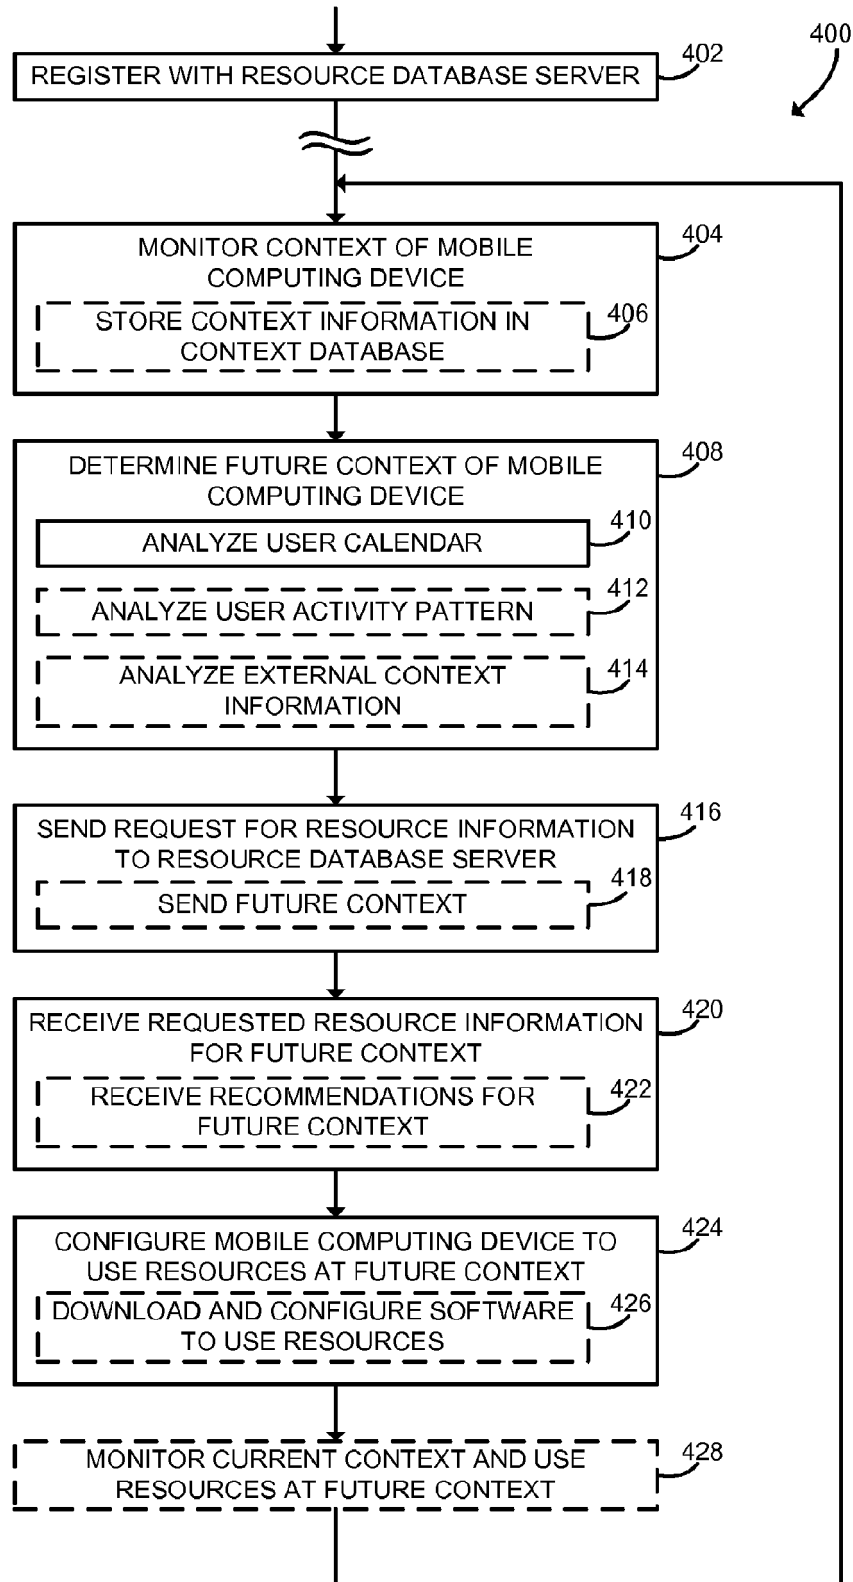 400
REGISTER WITH RESOURCE DATABASE SERVER
402
MONITOR CONTEXT OF MOBILE
COMPUTING DEVICE
404
STORE CONTEXT INFORMATION IN
CONTEXT DATABASE
406
DETERMINE FUTURE CONTEXT OF MOBILE
COMPUTING DEVICE
408
ANALYZE USER CALENDAR
410
ANALYZE USER ACTIVITY PATTERN
412
ANALYZE EXTERNAL CONTEXT
INFORMATION
414
SEND REQUEST FOR RESOURCE INFORMATION
TO RESOURCE DATABASE SERVER
416
SEND FUTURE CONTEXT
418
RECEIVE REQUESTED RESOURCE INFORMATION
FOR FUTURE CONTEXT
420
RECEIVE RECOMMENDATIONS FOR
FUTURE CONTEXT
422
CONFIGURE MOBILE COMPUTING DEVICE TO
USE RESOURCES AT FUTURE CONTEXT
424
DOWNLOAD AND CONFIGURE SOFTWARE
TO USE RESOURCES
426
MONITOR CURRENT CONTEXT AND USE
RESOURCES AT FUTURE CONTEXT
428